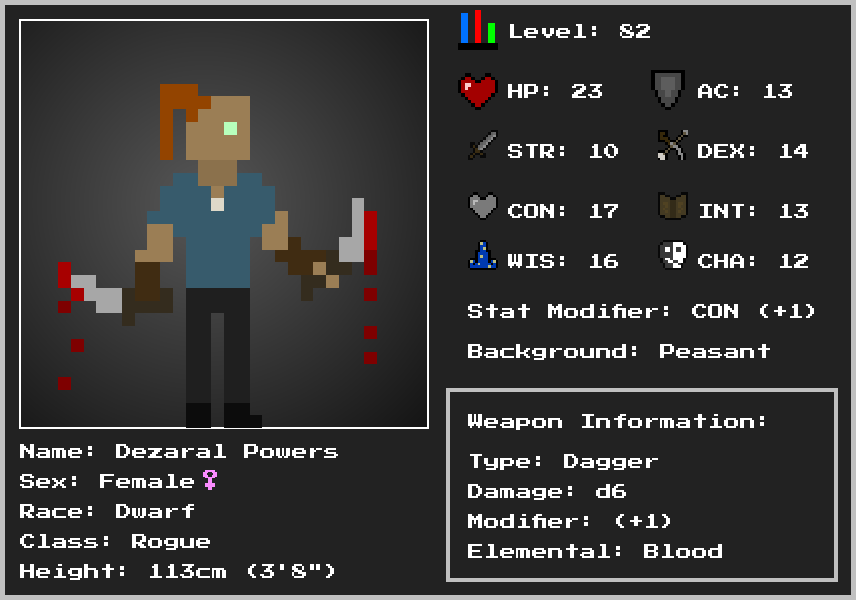 Level: 82
HP: 23 AC: 13
STR: 10 DEX: 14
CON: 17 INT: 13
WIS: 16 CHA: 12
Stat Modifier: CON (+1)
Background: Peasant
Weapon Information:
Type: Dagger
Damage: d6
Modifier: (+1)
Elemental: Blood
Name: Dezaral Powers
Sex: Female♀
Race: Dwarf
Class: Rogue
Height: 113cm (3'8")